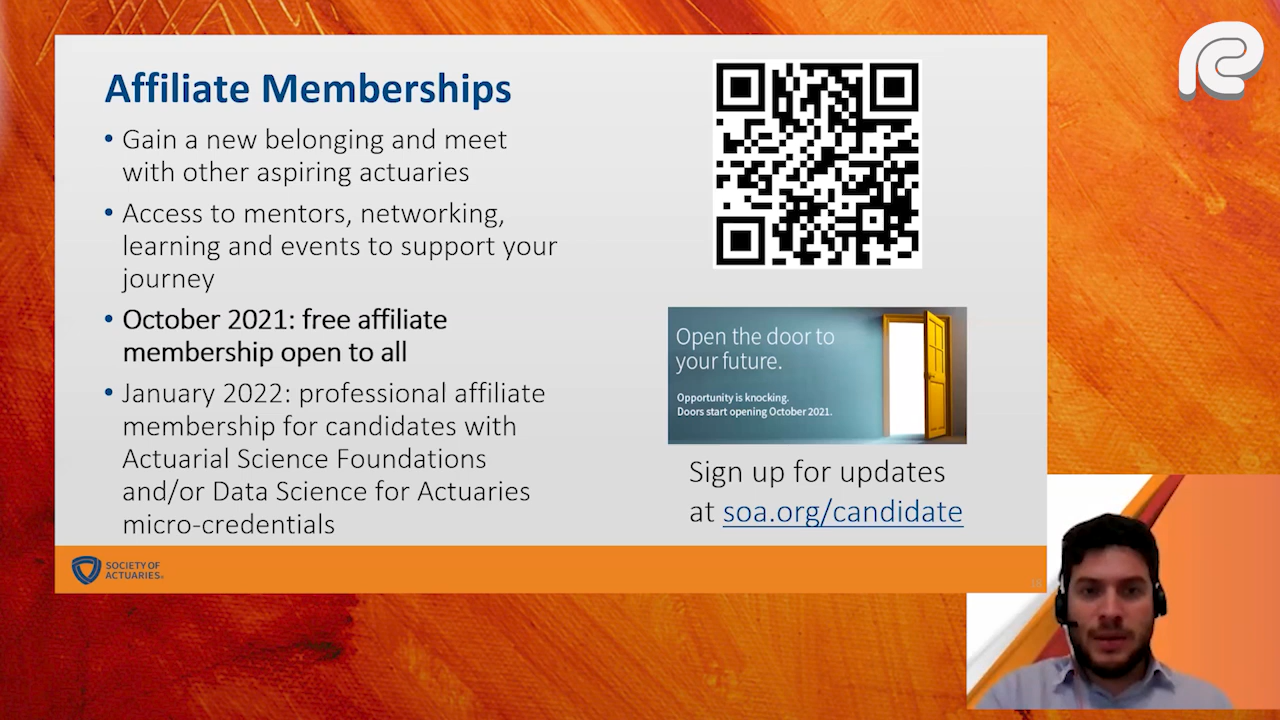 Affiliate Memberships
• Gain a new belonging and meet
with other aspiring actuaries
• Access to mentors, networking,
learning and events to support your
journey
• October 2021: free affiliate
membership open to all
• January 2022: professional affiliate
membership for candidates with
Actuarial Science Foundations
and/or Data Science for Actuaries
micro-credentials
Open the door to
your future.
Opportunity is knocking.
Doors start opening October 2021.
Sign up for updates
at soa.org/candidate
SOCIETY OF
ACTUARIES®